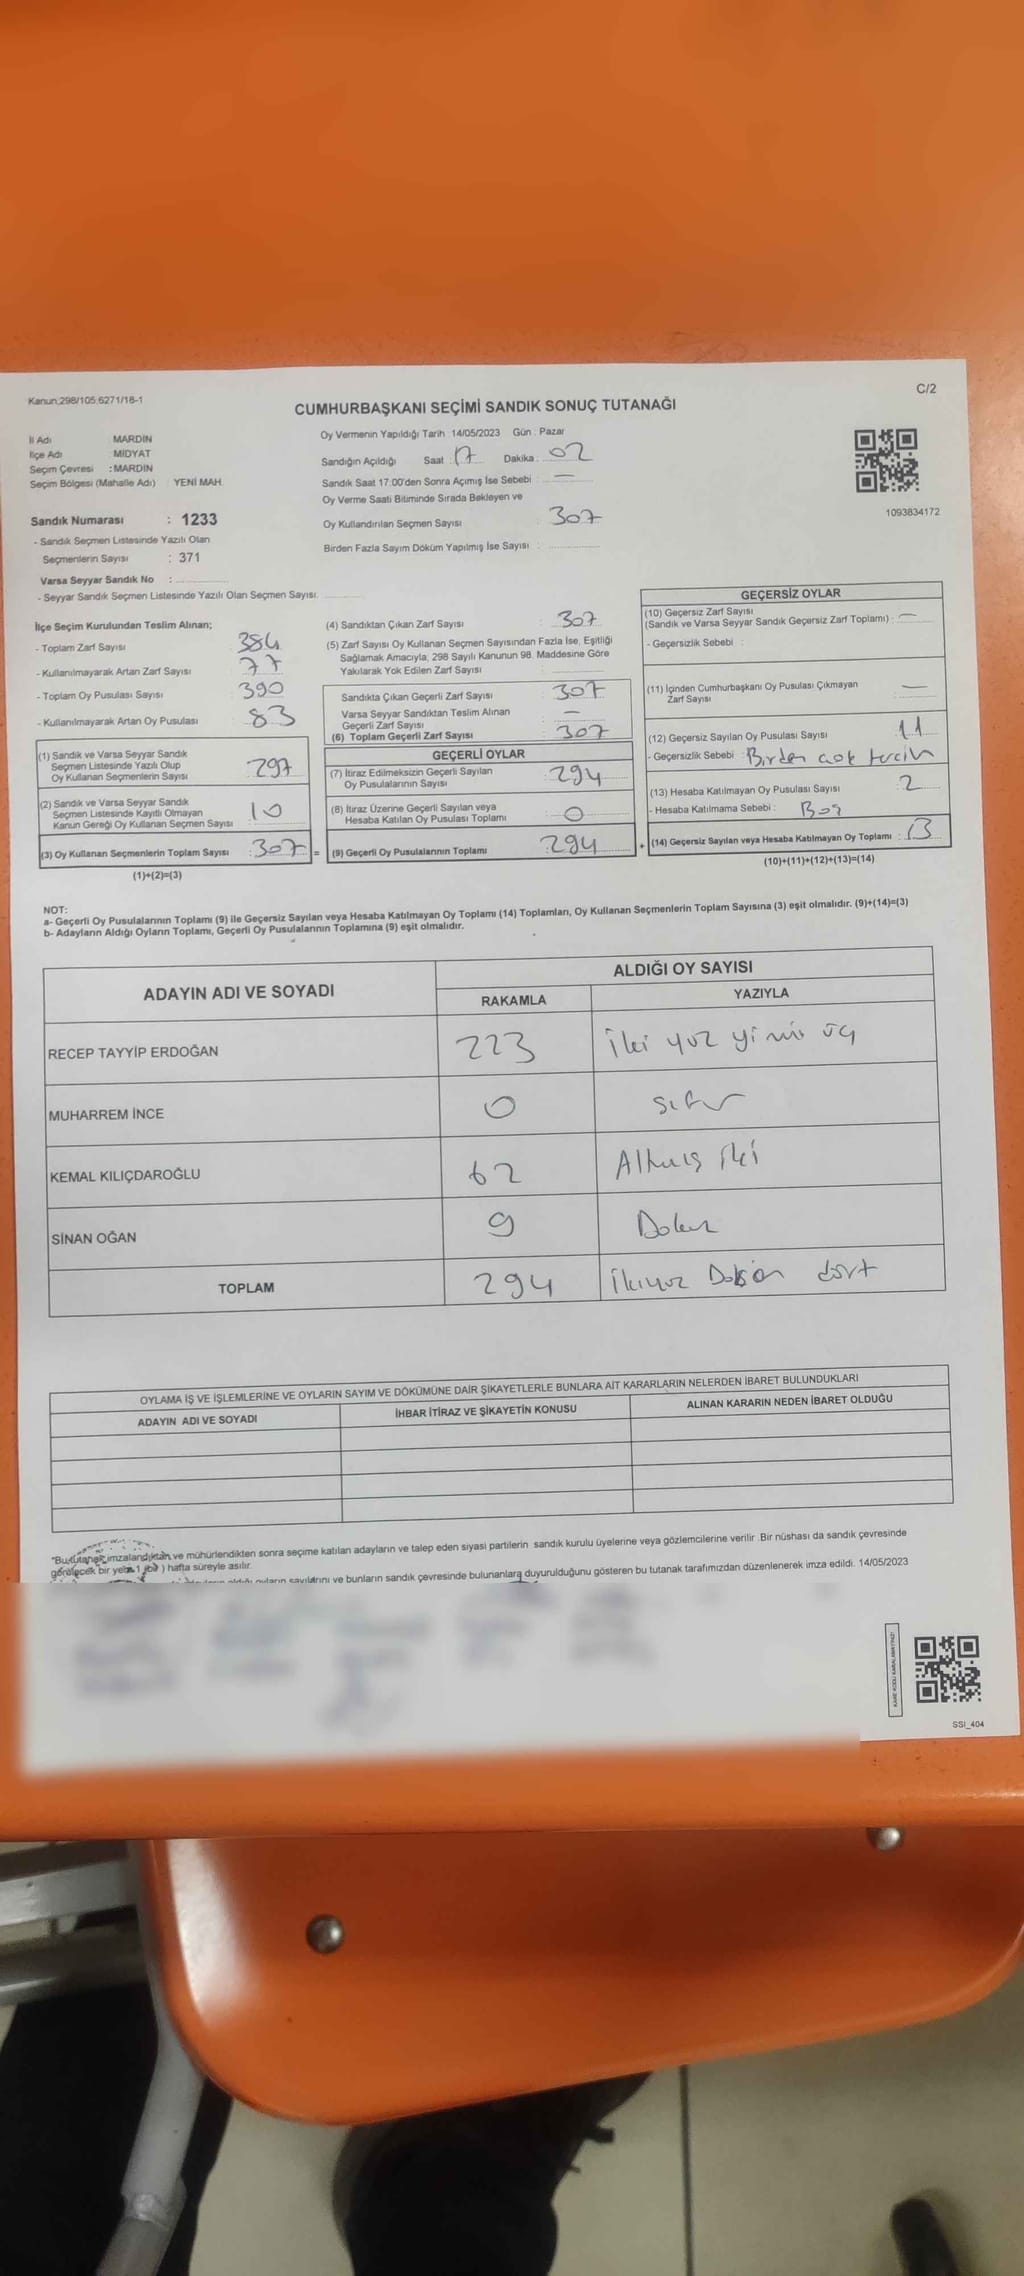 Kanun;298/105;6271/18-1
C/2
CUMHURBAŞKANI SEÇİMİ SANDIK SONUÇ TUTANAĞI
İl Adı MARDİN
İlçe Adı MİDYAT
Seçim Çevresi : MARDİN
Seçim Bölgesi (Mahalle Adı) : YENİ MAH.
Sandık Numarası : 1233
- Sandık Seçmen Listesinde Yazılı Olan
Seçmenlerin Sayısı : 371
Varsa Seyyar Sandık No :
- Seyyar Sandık Seçmen Listesinde Yazılı Olan Seçmen Sayısı:
Oy Vermenin Yapıldığı Tarih : 14/05/2023 Gün : Pazar
Sandığın Açıldığı Saat : 17 Dakika : 02
Sandık Saat 17.00'den Sonra Açımış İse Sebebi : —
Oy Verme Saati Bitiminde Sırada Bekleyen ve
Oy Kullandırılan Seçmen Sayısı : 307
Birden Fazla Sayım Döküm Yapılmış İse Sayısı :
1093834172
İlçe Seçim Kurulundan Teslim Alınan;
- Toplam Zarf Sayısı 384
- Kullanılmayarak Artan Zarf Sayısı 77
- Toplam Oy Pusulası Sayısı 390
- Kullanılmayarak Artan Oy Pusulası : 83
(1) Sandık ve Varsa Seyyar Sandık
Seçmen Listesinde Yazılı Olup
Oy Kullanan Seçmenlerin Sayısı 297
(2) Sandık ve Varsa Seyyar Sandık
Seçmen Listesinde Kayıtlı Olmayan
Kanun Gereği Oy Kullanan Seçmen Sayısı 10
(3) Oy Kullanan Seçmenlerin Toplam Sayısı : 307 =
(1)+(2)=(3)
(4) Sandıktan Çıkan Zarf Sayısı : 307
(5) Zarf Sayısı Oy Kullanan Seçmen Sayısından Fazla İse, Eşitliği
Sağlamak Amacıyla, 298 Sayılı Kanunun 98. Maddesine Göre
Yakılarak Yok Edilen Zarf Sayısı :
Sandıkta Çıkan Geçerli Zarf Sayısı : 307
Varsa Seyyar Sandıktan Teslim Alınan
Geçerli Zarf Sayısı —
(6) Toplam Geçerli Zarf Sayısı : 307
GEÇERLİ OYLAR
(7) İtiraz Edilmeksizin Geçerli Sayılan
Oy Pusulalarının Sayısı : 294
(8) İtiraz Üzerine Geçerli Sayılan veya
Hesaba Katılan Oy Pusulası Toplamı : 0
(9) Geçerli Oy Pusulalarının Toplamı : 294 +
GEÇERSİZ OYLAR
(10) Geçersiz Zarf Sayısı
(Sandık ve Varsa Seyyar Sandık Geçersiz Zarf Toplamı) : —
- Geçersizlik Sebebi :
(11) İçinden Cumhurbaşkanı Oy Pusulası Çıkmayan
Zarf Sayısı : —
(12) Geçersiz Sayılan Oy Pusulası Sayısı : 11
- Geçersizlik Sebebi : Birden çok tercih
(13) Hesaba Katılmayan Oy Pusulası Sayısı : 2
- Hesaba Katılmama Sebebi : Boş
(14) Geçersiz Sayılan veya Hesaba Katılmayan Oy Toplamı : 13
(10)+(11)+(12)+(13)=(14)
NOT:
a- Geçerli Oy Pusulalarının Toplamı (9) ile Geçersiz Sayılan veya Hesaba Katılmayan Oy Toplamı (14) Toplamları, Oy Kullanan Seçmenlerin Toplam Sayısına (3) eşit olmalıdır. (9)+(14)=(3)
b- Adayların Aldığı Oyların Toplamı, Geçerli Oy Pusulalarının Toplamına (9) eşit olmalıdır.
ADAYIN ADI VE SOYADI
ALDIĞI OY SAYISI
RAKAMLA YAZIYLA
RECEP TAYYİP ERDOĞAN 223 iki yüz yirmi üç
MUHARREM İNCE 0 sıfır
KEMAL KILIÇDAROĞLU 62 Altmış iki
SİNAN OĞAN 9 Dokuz
TOPLAM 294 ikiyüz Doksan dört
OYLAMA İŞ VE İŞLEMLERİNE VE OYLARIN SAYIM VE DÖKÜMÜNE DAİR ŞİKAYETLERLE BUNLARA AİT KARARLARIN NELERDEN İBARET BULUNDUKLARI
ADAYIN ADI VE SOYADI İHBAR İTİRAZ VE ŞİKAYETİN KONUSU ALINAN KARARIN NEDEN İBARET OLDUĞU
*Bu tutanak imzalandıktan ve mühürlendikten sonra seçime katılan adayların ve talep eden siyasi partilerin sandık kurulu üyelerine veya gözlemcilerine verilir .Bir nüshası da sandık çevresinde
görülecek bir yere 1 (bir ) hafta süreyle asılır.
aldığı oyların sayılarını ve bunların sandık çevresinde bulunanlara duyurulduğunu gösteren bu tutanak tarafımızdan düzenlenerek imza edildi. 14/05/2023
SSI_404